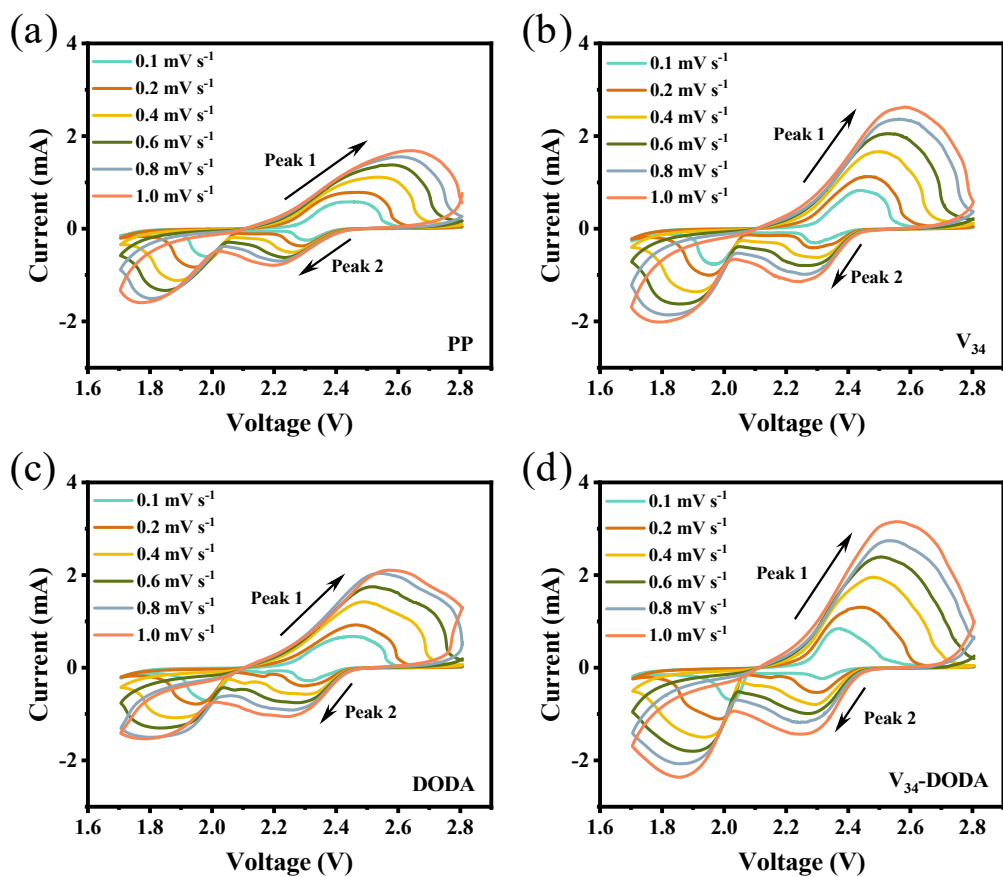 (a)
4
2
0
-2
Current (mA)
0.1 mV s⁻¹
0.2 mV s⁻¹
0.4 mV s⁻¹
0.6 mV s⁻¹
0.8 mV s⁻¹
1.0 mV s⁻¹
Peak 1
Peak 2
PP
1.6 1.8 2.0 2.2 2.4 2.6 2.8
Voltage (V)
(b)
4
2
0
-2
Current (mA)
0.1 mV s⁻¹
0.2 mV s⁻¹
0.4 mV s⁻¹
0.6 mV s⁻¹
0.8 mV s⁻¹
1.0 mV s⁻¹
Peak 1
Peak 2
V₃₄
1.6 1.8 2.0 2.2 2.4 2.6 2.8
Voltage (V)
(c)
4
2
0
-2
Current (mA)
0.1 mV s⁻¹
0.2 mV s⁻¹
0.4 mV s⁻¹
0.6 mV s⁻¹
0.8 mV s⁻¹
1.0 mV s⁻¹
Peak 1
Peak 2
DODA
1.6 1.8 2.0 2.2 2.4 2.6 2.8
Voltage (V)
(d)
4
2
0
-2
Current (mA)
0.1 mV s⁻¹
0.2 mV s⁻¹
0.4 mV s⁻¹
0.6 mV s⁻¹
0.8 mV s⁻¹
1.0 mV s⁻¹
Peak 1
Peak 2
V₃₄-DODA
1.6 1.8 2.0 2.2 2.4 2.6 2.8
Voltage (V)